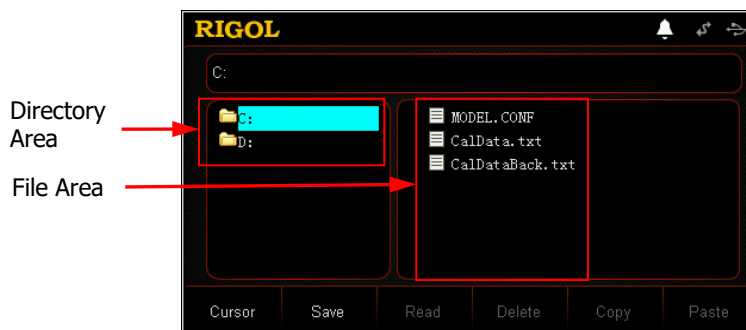 RIGOL
C:
Directory
Area
C:
D:
MODEL.CONF
CalData.txt
CalDataBack.txt
File Area
Cursor Save Read Delete Copy Paste